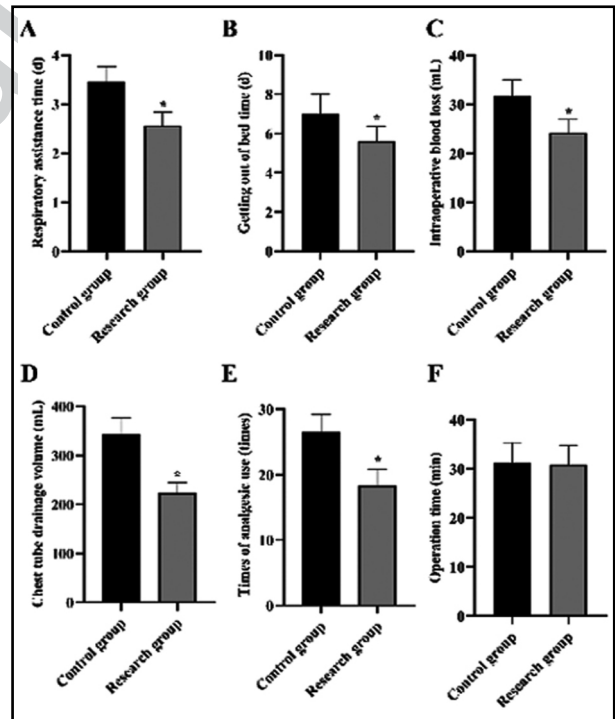 A
Respiratory assistance time (d)
4
3
2
1
0
*
Control group
Research group
B
Getting out of bed time (d)
10
8
6
4
2
0
*
Control group
Research group
C
Intraoperative blood loss (mL)
40
30
20
10
0
*
Control group
Research group
D
Chest tube drainage volume (mL)
400
300
200
100
0
*
Control group
Research group
E
Times of analgesic use (times)
30
20
10
0
*
Control group
Research group
F
Operation time (min)
40
30
20
10
0
Control group
Research group